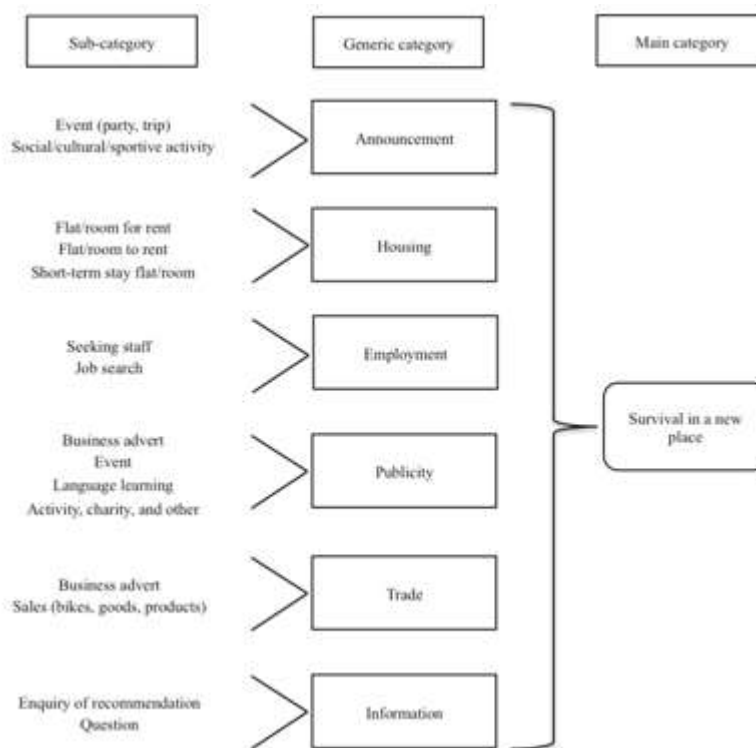 Sub-category
Generic category
Main category
Event (party, trip)
Social/cultural/sportive activity
Announcement
Flat/room for rent
Flat/room to rent
Short-term stay flat/room
Housing
Seeking staff
Job search
Employment
Business advert
Event
Language learning
Activity, charity, and other
Publicity
Business advert
Sales (bikes, goods, products)
Trade
Enquiry of recommendation
Question
Information
Survival in a new
place